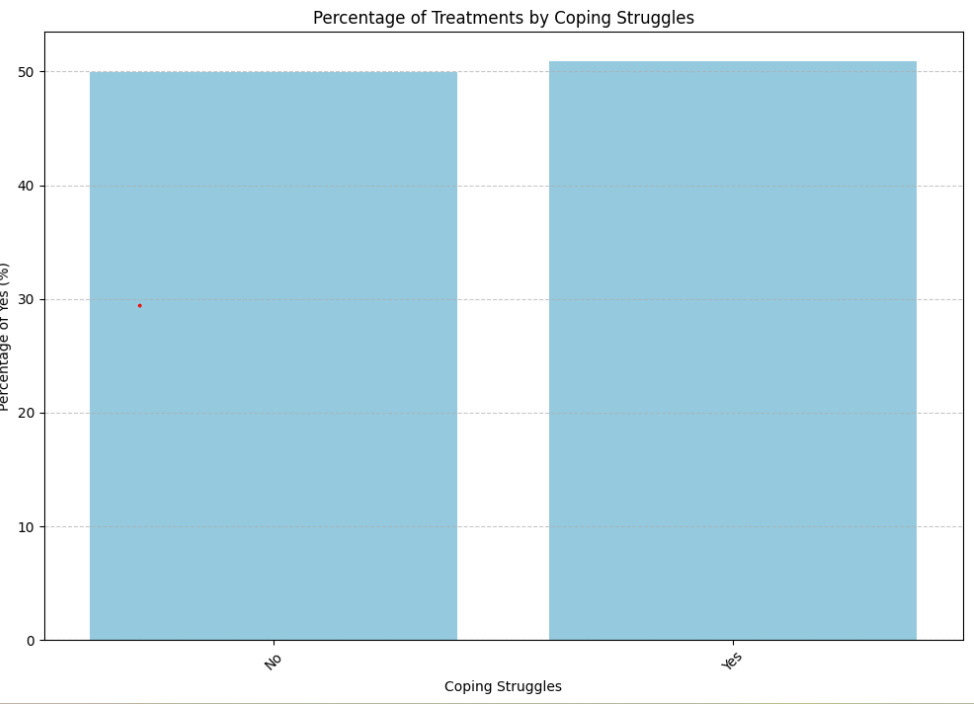 Percentage of Treatments by Coping Struggles
Percentage of Yes (%)
50
40
30
20
10
0
No
Yes
Coping Struggles